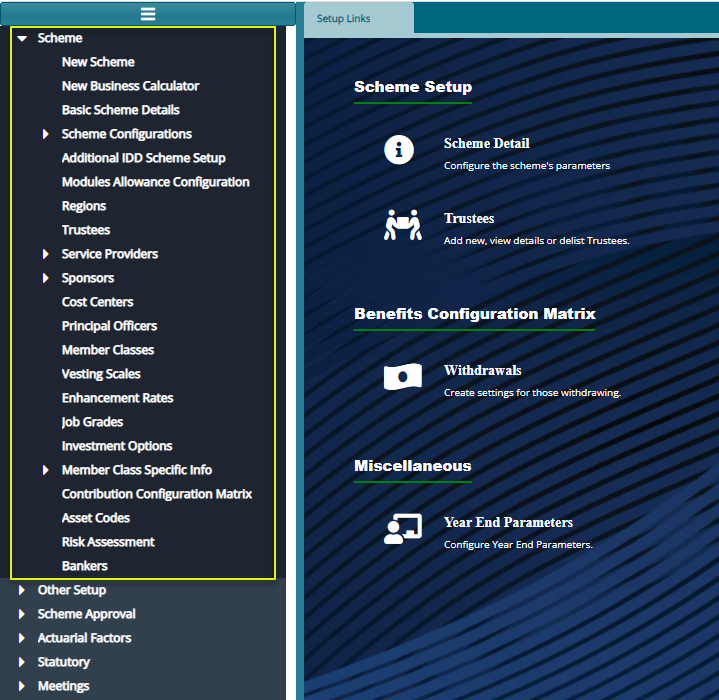 Scheme
New Scheme
New Business Calculator
Basic Scheme Details
Scheme Configurations
Additional IDD Scheme Setup
Modules Allowance Configuration
Regions
Trustees
Service Providers
Sponsors
Cost Centers
Principal Officers
Member Classes
Vesting Scales
Enhancement Rates
Job Grades
Investment Options
Member Class Specific Info
Contribution Configuration Matrix
Asset Codes
Risk Assessment
Bankers
Other Setup
Scheme Approval
Actuarial Factors
Statutory
Meetings
Setup Links
Scheme Setup
Scheme Detail
Configure the scheme's parameters
Trustees
Add new, view details or delist Trustees.
Benefits Configuration Matrix
Withdrawals
Create settings for those withdrawing.
Miscellaneous
Year End Parameters
Configure Year End Parameters.